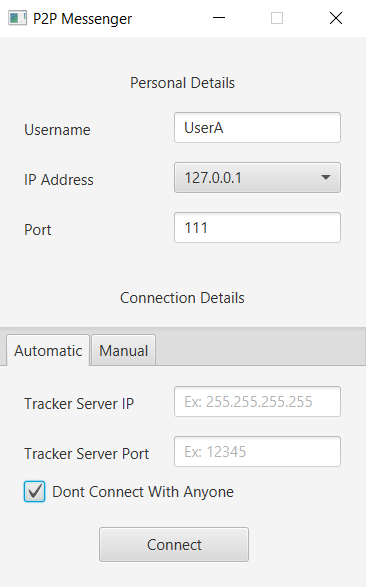 P2P Messenger
Personal Details
Username UserA
IP Address 127.0.0.1
Port 111
Connection Details
Automatic Manual
Tracker Server IP Ex: 255.255.255.255
Tracker Server Port Ex: 12345
Dont Connect With Anyone
Connect